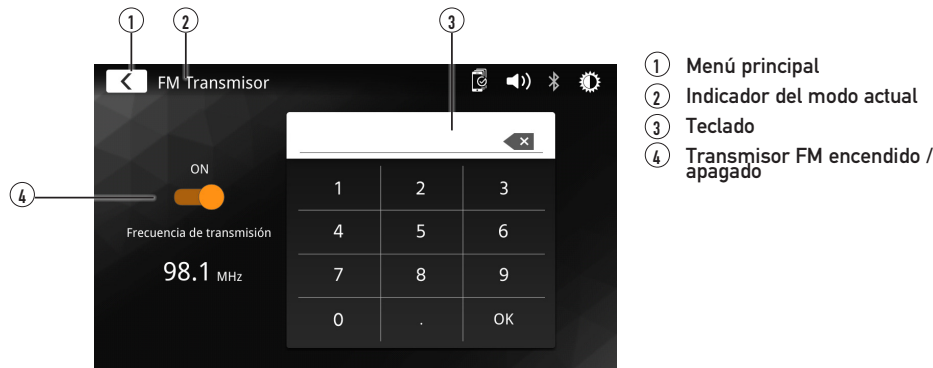 1 2 3
FM Transmisor
ON
Frecuencia de transmisión
98.1 MHz
1 2 3
4 5 6
7 8 9
0 . OK
4
1 Menú principal
2 Indicador del modo actual
3 Teclado
4 Transmisor FM encendido /
apagado